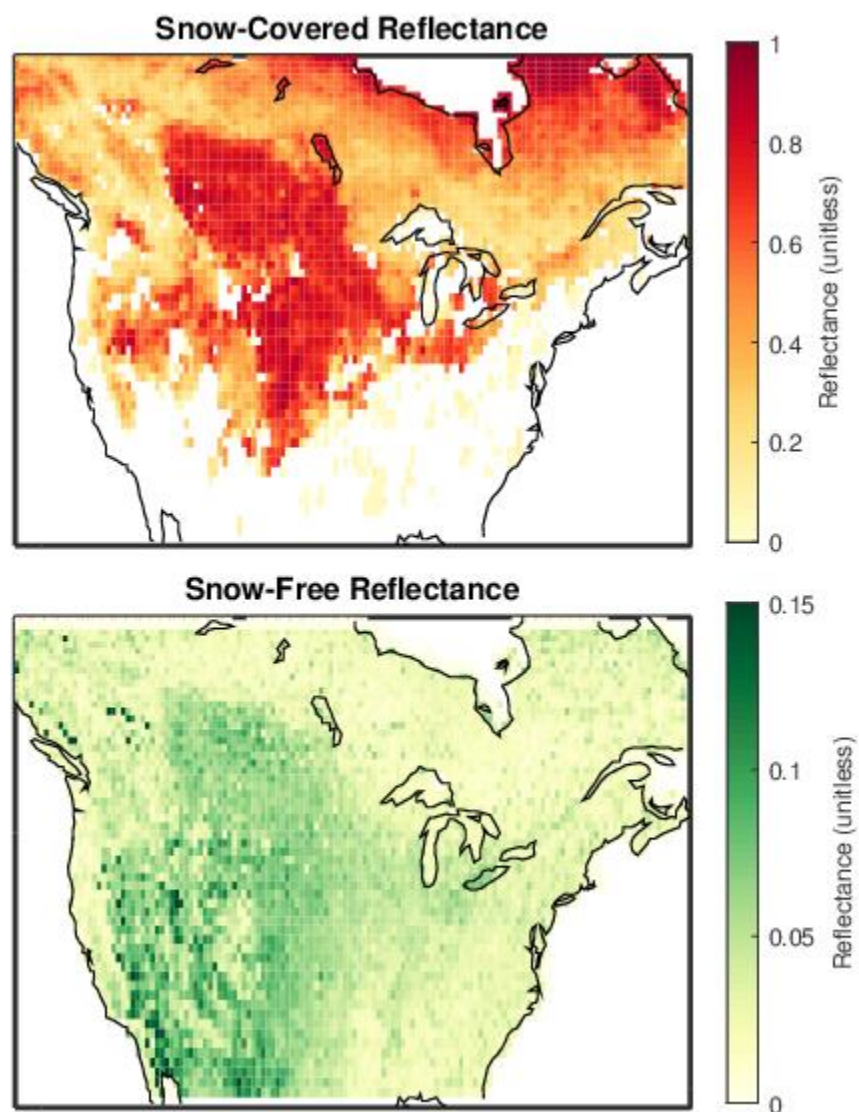 Snow-Covered Reflectance
1
0.8
0.6
0.4
0.2
0
Reflectance (unitless)
Snow-Free Reflectance
0.15
0.1
0.05
0
Reflectance (unitless)